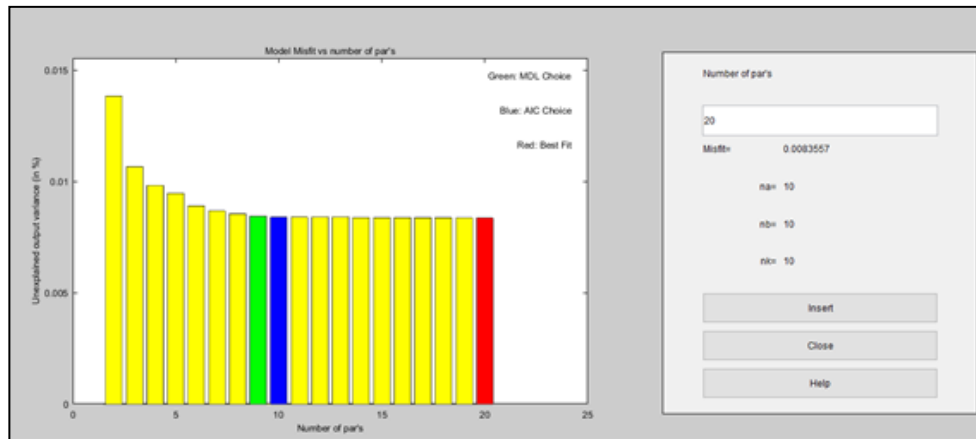 Model Misfit vs number of par's
Unexplained output variance (in %)
0.015
0.01
0.005
0
Green: MDL Choice
Blue: AIC Choice
Red: Best Fit
0 5 10 15 20 25
Number of par's
Number of par's
20
Misfit= 0.0083557
na= 10
nb= 10
nk= 10
Insert
Close
Help